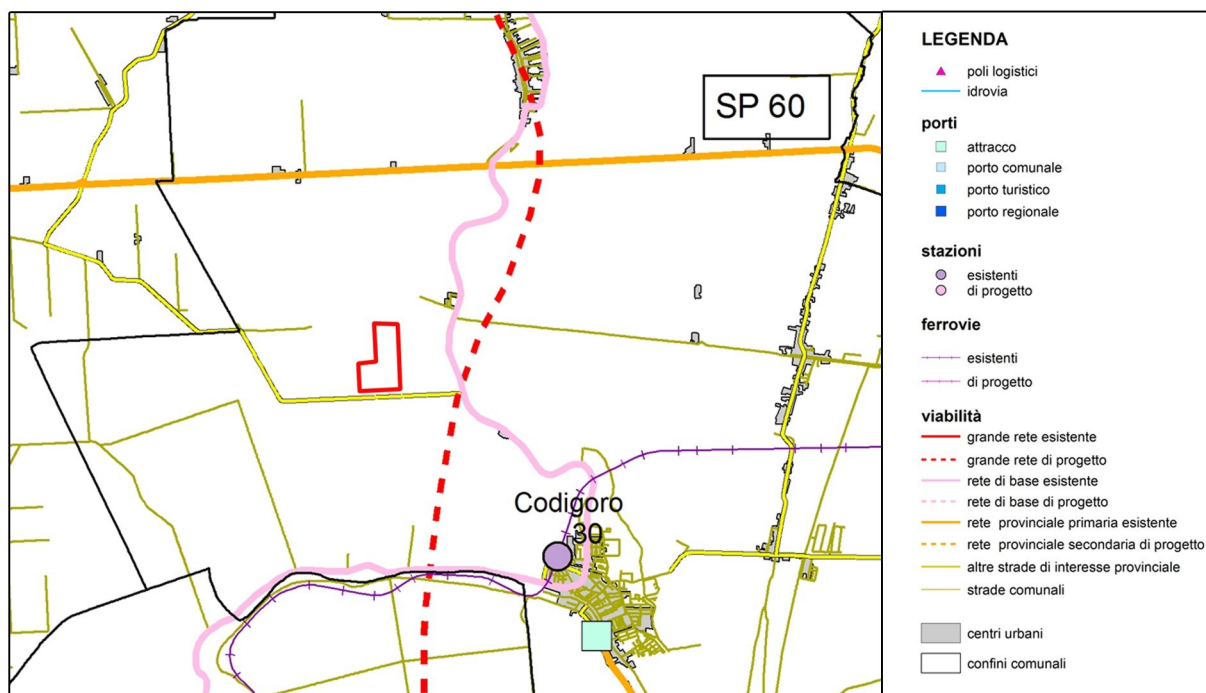 SP 60
Codigoro
30
LEGENDA
poli logistici
idrovia
porti
attracco
porto comunale
porto turistico
porto regionale
stazioni
esistenti
di progetto
ferrovie
esistenti
di progetto
viabilità
grande rete esistente
grande rete di progetto
rete di base esistente
rete di base di progetto
rete provinciale primaria esistente
rete provinciale secondaria di progetto
altre strade di interesse provinciale
strade comunali
centri urbani
confini comunali